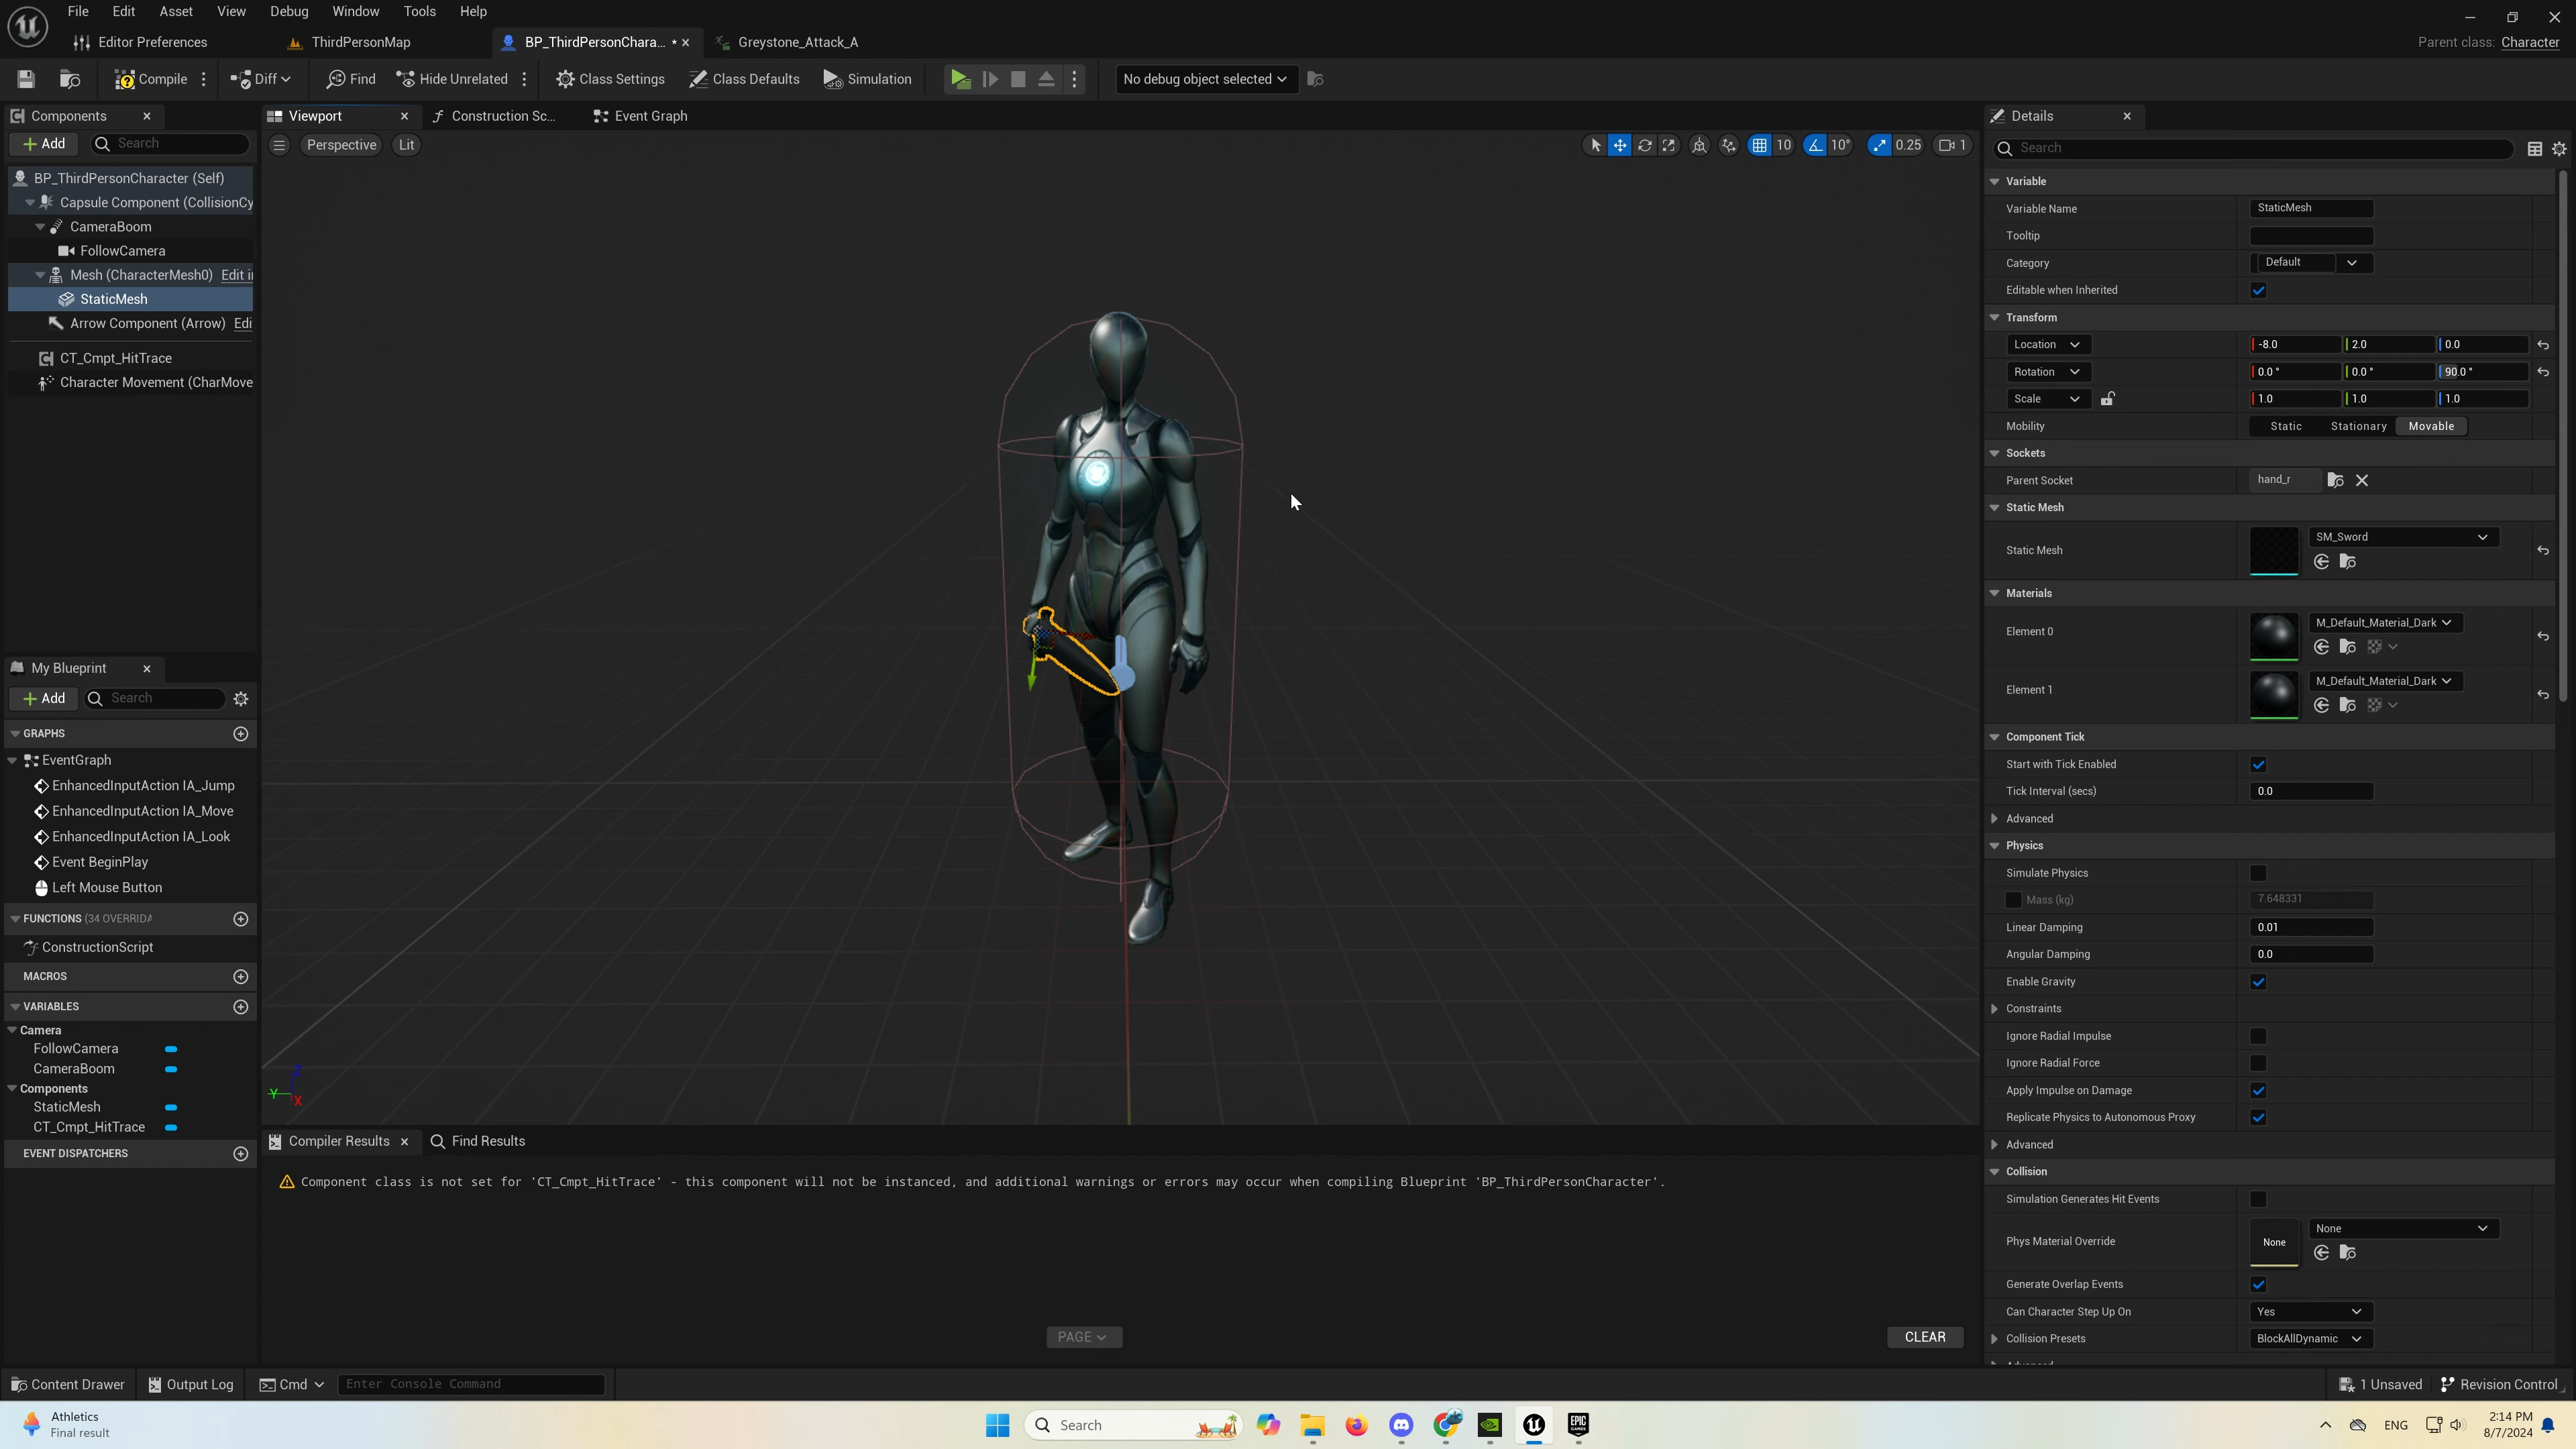 File Edit Asset View Debug Window Tools Help
Editor Preferences ThirdPersonMap BP_ThirdPersonChara... * Greystone_Attack_A Parent class: Character
Compile Diff Find Hide Unrelated Class Settings Class Defaults Simulation No debug object selected
Components Viewport Construction Sc... Event Graph Details
Add Search Perspective Lit 10 10° 0.25 1 Search
BP_ThirdPersonCharacter (Self)
Capsule Component (CollisionCy
CameraBoom
FollowCamera
Mesh (CharacterMesh0) Edit i
StaticMesh
Arrow Component (Arrow) Edi
CT_Cmpt_HitTrace
Character Movement (CharMove
My Blueprint
Add Search
GRAPHS
EventGraph
EnhancedInputAction IA_Jump
EnhancedInputAction IA_Move
EnhancedInputAction IA_Look
Event BeginPlay
Left Mouse Button
FUNCTIONS (34 OVERRIDA
ConstructionScript
MACROS
VARIABLES
Camera
FollowCamera
CameraBoom
Components
StaticMesh
CT_Cmpt_HitTrace
EVENT DISPATCHERS
Z
Y
X
Compiler Results Find Results
Component class is not set for 'CT_Cmpt_HitTrace' - this component will not be instanced, and additional warnings or errors may occur when compiling Blueprint 'BP_ThirdPersonCharacter'.
PAGE CLEAR
Variable
Variable Name StaticMesh
Tooltip
Category Default
Editable when Inherited
Transform
Location -8.0 2.0 0.0
Rotation 0.0 ° 0.0 ° 90.0 °
Scale 1.0 1.0 1.0
Mobility Static Stationary Movable
Sockets
Parent Socket hand_r
Static Mesh
Static Mesh SM_Sword
Materials
Element 0 M_Default_Material_Dark
Element 1 M_Default_Material_Dark
Component Tick
Start with Tick Enabled
Tick Interval (secs) 0.0
Advanced
Physics
Simulate Physics
Mass (kg) 7.648331
Linear Damping 0.01
Angular Damping 0.0
Enable Gravity
Constraints
Ignore Radial Impulse
Ignore Radial Force
Apply Impulse on Damage
Replicate Physics to Autonomous Proxy
Advanced
Collision
Simulation Generates Hit Events
Phys Material Override None None
Generate Overlap Events
Can Character Step Up On Yes
Collision Presets BlockAllDynamic
Content Drawer Output Log Cmd Enter Console Command 1 Unsaved Revision Control
Athletics
Final result
Search
EPIC GAMES
ENG
2:14 PM
8/7/2024